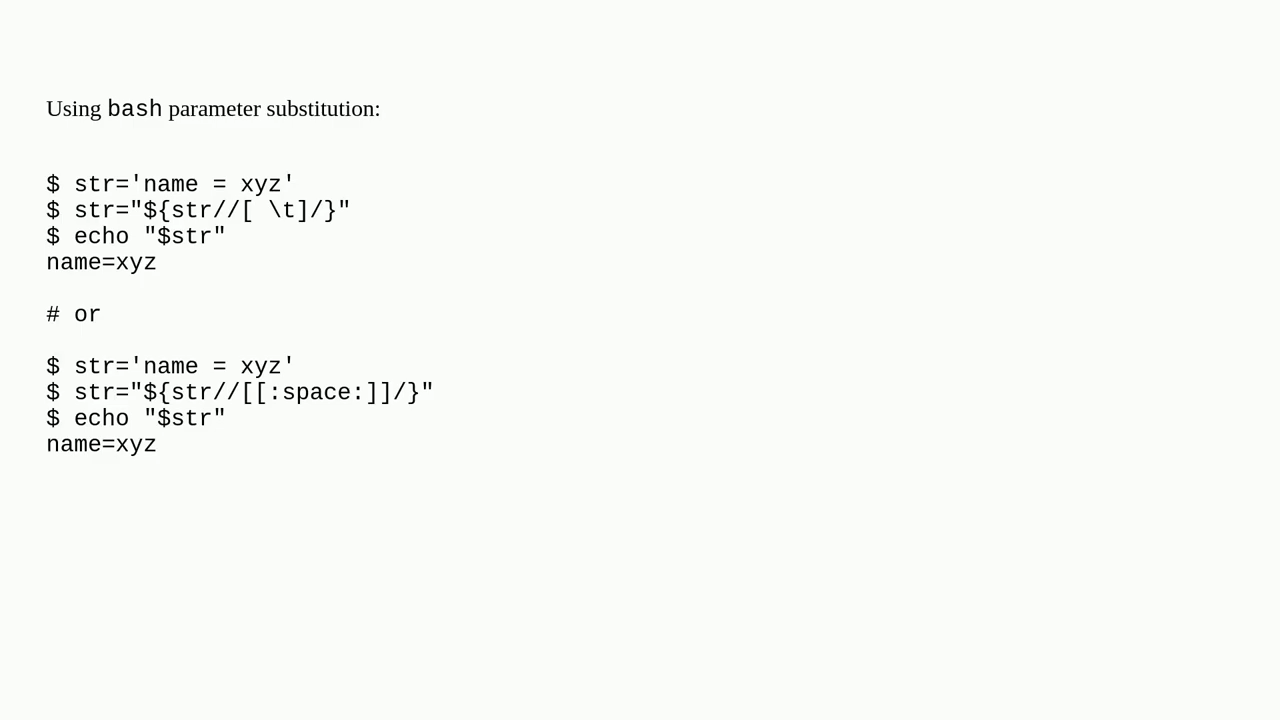 Using bash parameter substitution:
$ str='name = xyz'
$ str="${str//[ \t]/}"
$ echo "$str"
name=xyz
# or
$ str='name = xyz'
$ str="${str//[[:space:]]/}"
$ echo "$str"
name=xyz